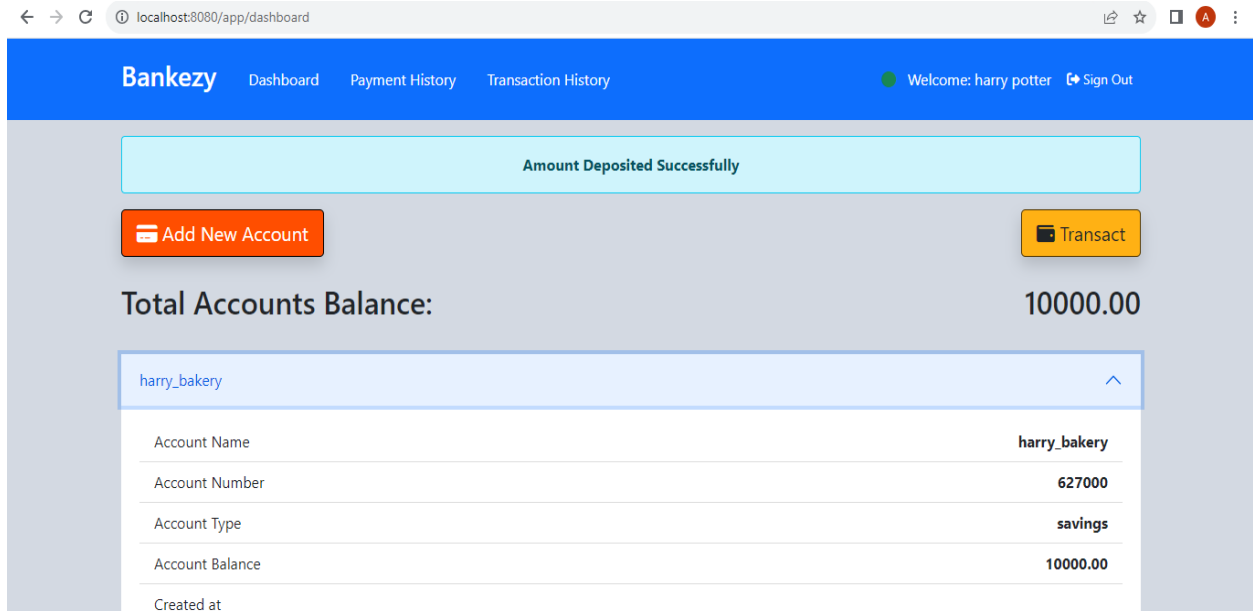 localhost:8080/app/dashboard
A
Bankezy Dashboard Payment History Transaction History Welcome: harry potter Sign Out
Amount Deposited Successfully
Add New Account Transact
Total Accounts Balance: 10000.00
harry_bakery
Account Name harry_bakery
Account Number 627000
Account Type savings
Account Balance 10000.00
Created at